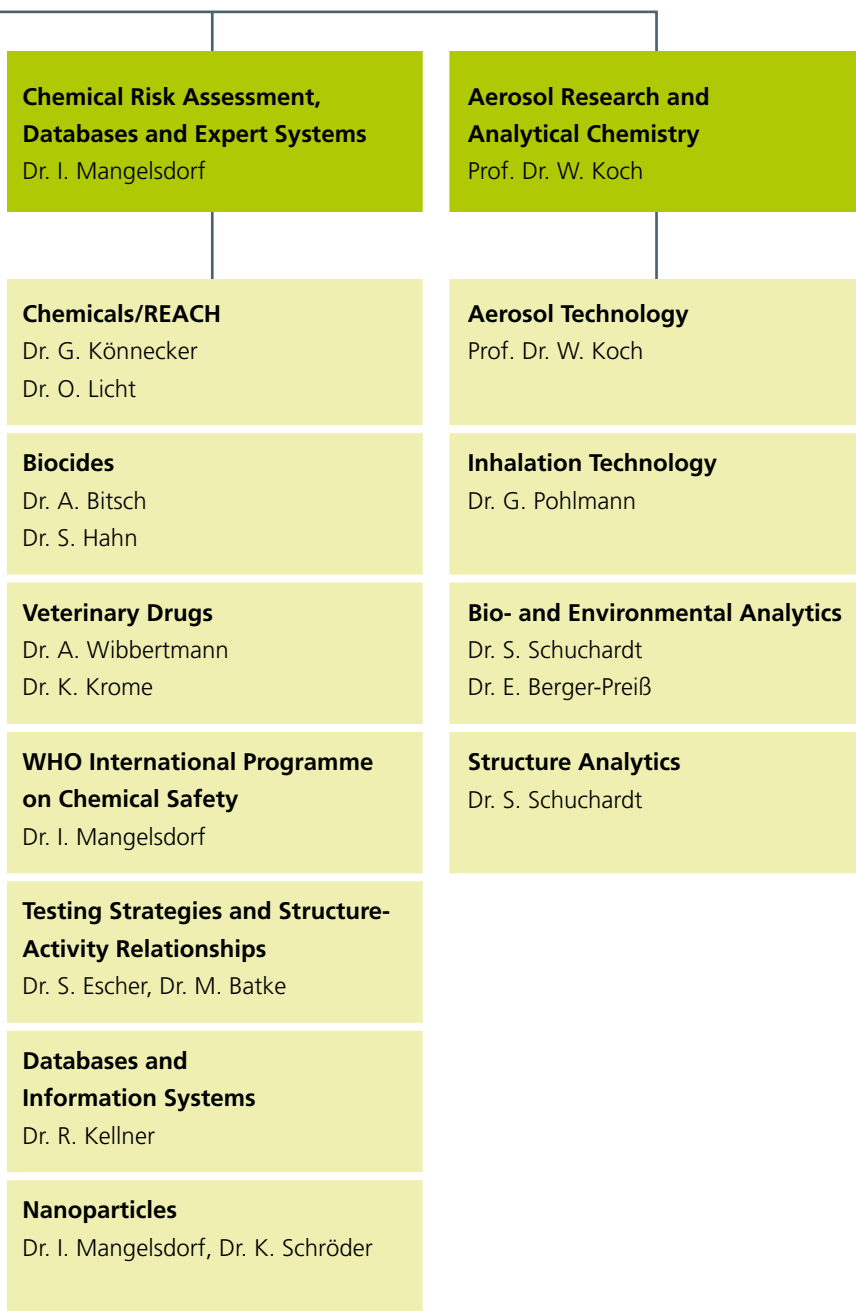 Chemical Risk Assessment,
Databases and Expert Systems
Dr. I. Mangelsdorf
Chemicals/REACH
Dr. G. Könnecker
Dr. O. Licht
Biocides
Dr. A. Bitsch
Dr. S. Hahn
Veterinary Drugs
Dr. A. Wibbertmann
Dr. K. Krome
WHO International Programme
on Chemical Safety
Dr. I. Mangelsdorf
Testing Strategies and Structure-
Activity Relationships
Dr. S. Escher, Dr. M. Batke
Databases and
Information Systems
Dr. R. Kellner
Nanoparticles
Dr. I. Mangelsdorf, Dr. K. Schröder
Aerosol Research and
Analytical Chemistry
Prof. Dr. W. Koch
Aerosol Technology
Prof. Dr. W. Koch
Inhalation Technology
Dr. G. Pohlmann
Bio- and Environmental Analytics
Dr. S. Schuchardt
Dr. E. Berger-Preiß
Structure Analytics
Dr. S. Schuchardt